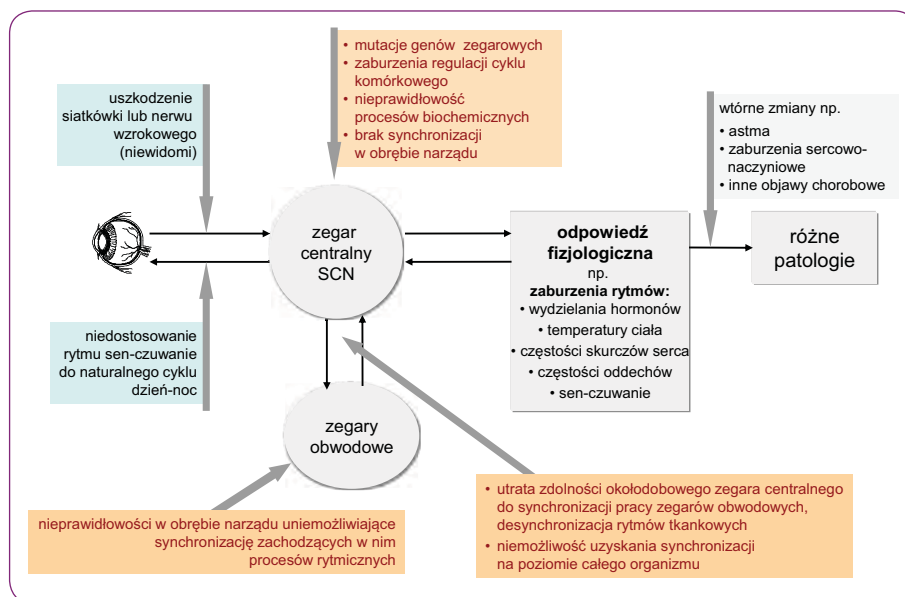 uszkodzenie
siatkówki lub nerwu
wzrokowego
(niewidomi)
• mutacje genów zegarowych
• zaburzenia regulacji cyklu
komórkowego
• nieprawidłowość
procesów biochemicznych
• brak synchronizacji
w obrębie narządu
wtórne zmiany np.
• astma
• zaburzenia sercowo-
naczyniowe
• inne objawy chorobowe
zegar
centralny
SCN
odpowiedź
fizjologiczna
np.
zaburzenia rytmów:
• wydzielania hormonów
• temperatury ciała
• częstości skurczów serca
• częstości oddechów
• sen-czuwanie
różne
patologie
niedostosowanie
rytmu sen-czuwanie
do naturalnego cyklu
dzień-noc
zegary
obwodowe
nieprawidłowości w obrębie narządu uniemożliwiające
synchronizację zachodzących w nim
procesów rytmicznych
• utrata zdolności okołodobowego zegara centralnego
do synchronizacji pracy zegarów obwodowych,
desynchronizacja rytmów tkankowych
• niemożliwość uzyskania synchronizacji
na poziomie całego organizmu